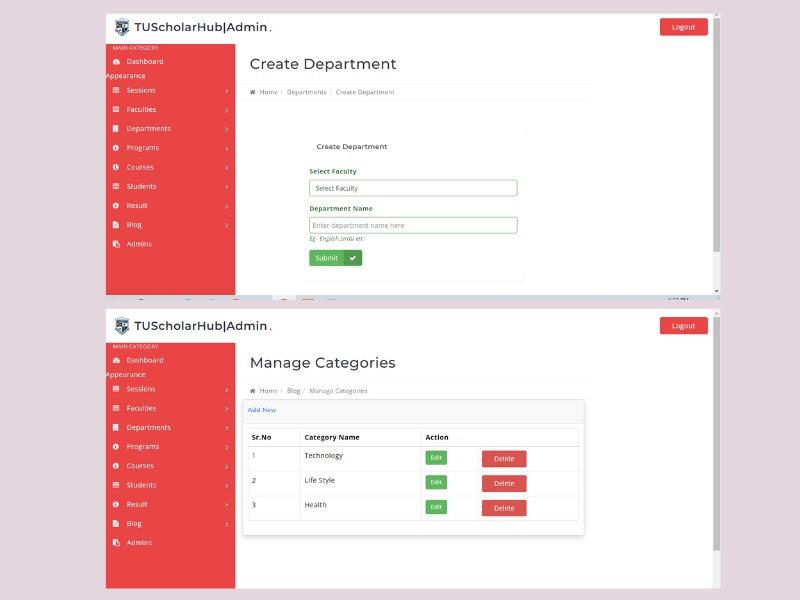 TUScholarHub|Admin.
Logout
MAIN CATEGORY
Dashboard
Appearance
Sessions
Faculties
Departments
Programs
Courses
Students
Result
Blog
Admins
Create Department
Home / Departments / Create Department
Create Department
Select Faculty
Select Faculty
Department Name
Enter department name here
Eg- English,Urdu etc
Submit
TUScholarHub|Admin.
Logout
MAIN CATEGORY
Dashboard
Appearance
Sessions
Faculties
Departments
Programs
Courses
Students
Result
Blog
Admins
Manage Categories
Home / Blog / Manage Categories
Add New
Sr.No Category Name Action
1 Technology Edit Delete
2 Life Style Edit Delete
3 Health Edit Delete